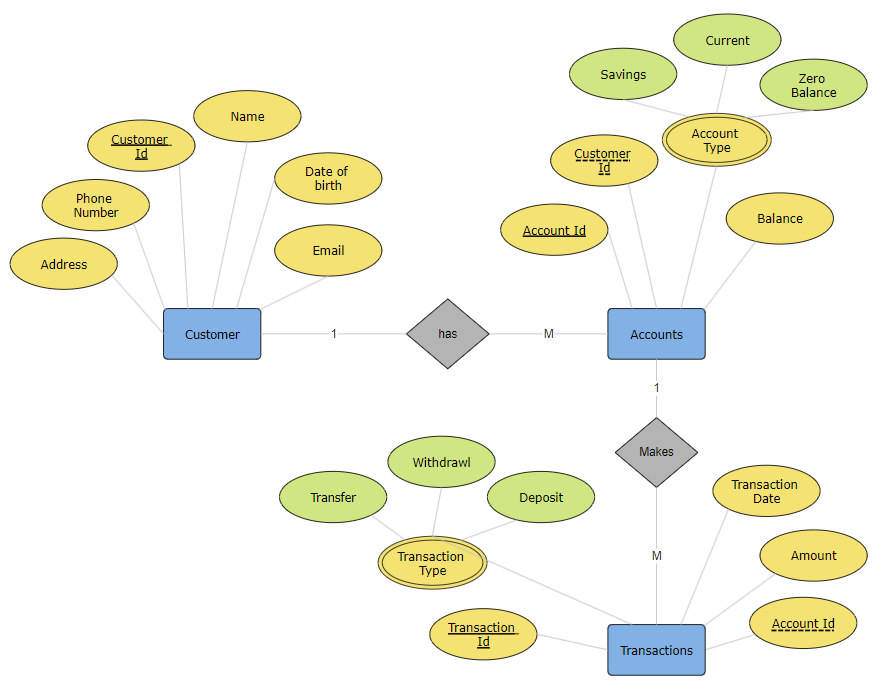 Current
Savings
Zero
Balance
Name
Account
Type
Customer
Id
Customer
Id
Date of
birth
Phone
Number
Balance
Account Id
Email
Address
Customer
1
has
M
Accounts
1
Makes
Withdrawl
Transfer
Deposit
Transaction
Date
M
Transaction
Type
Amount
Account Id
Transaction
Id
Transactions